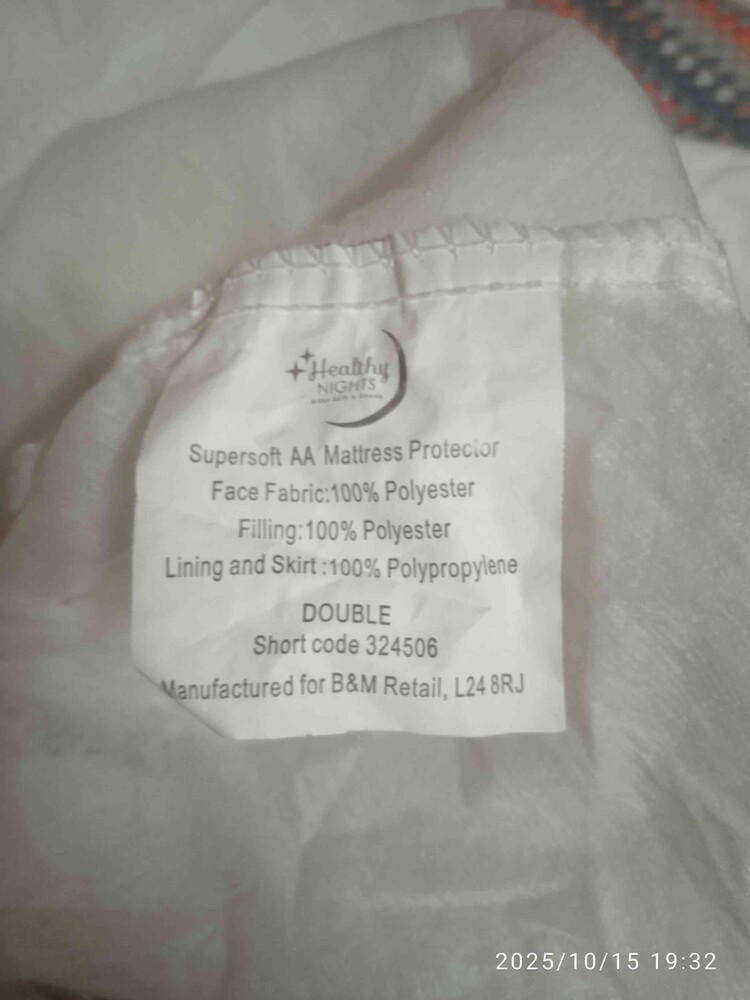 Healthy
NIGHTS
Supersoft AA Mattress Protector
Face Fabric:100% Polyester
Filling:100% Polyester
Lining and Skirt :100% Polypropylene
DOUBLE
Short code 324506
Manufactured for B&M Retail, L24 8RJ
2025/10/15 19:32